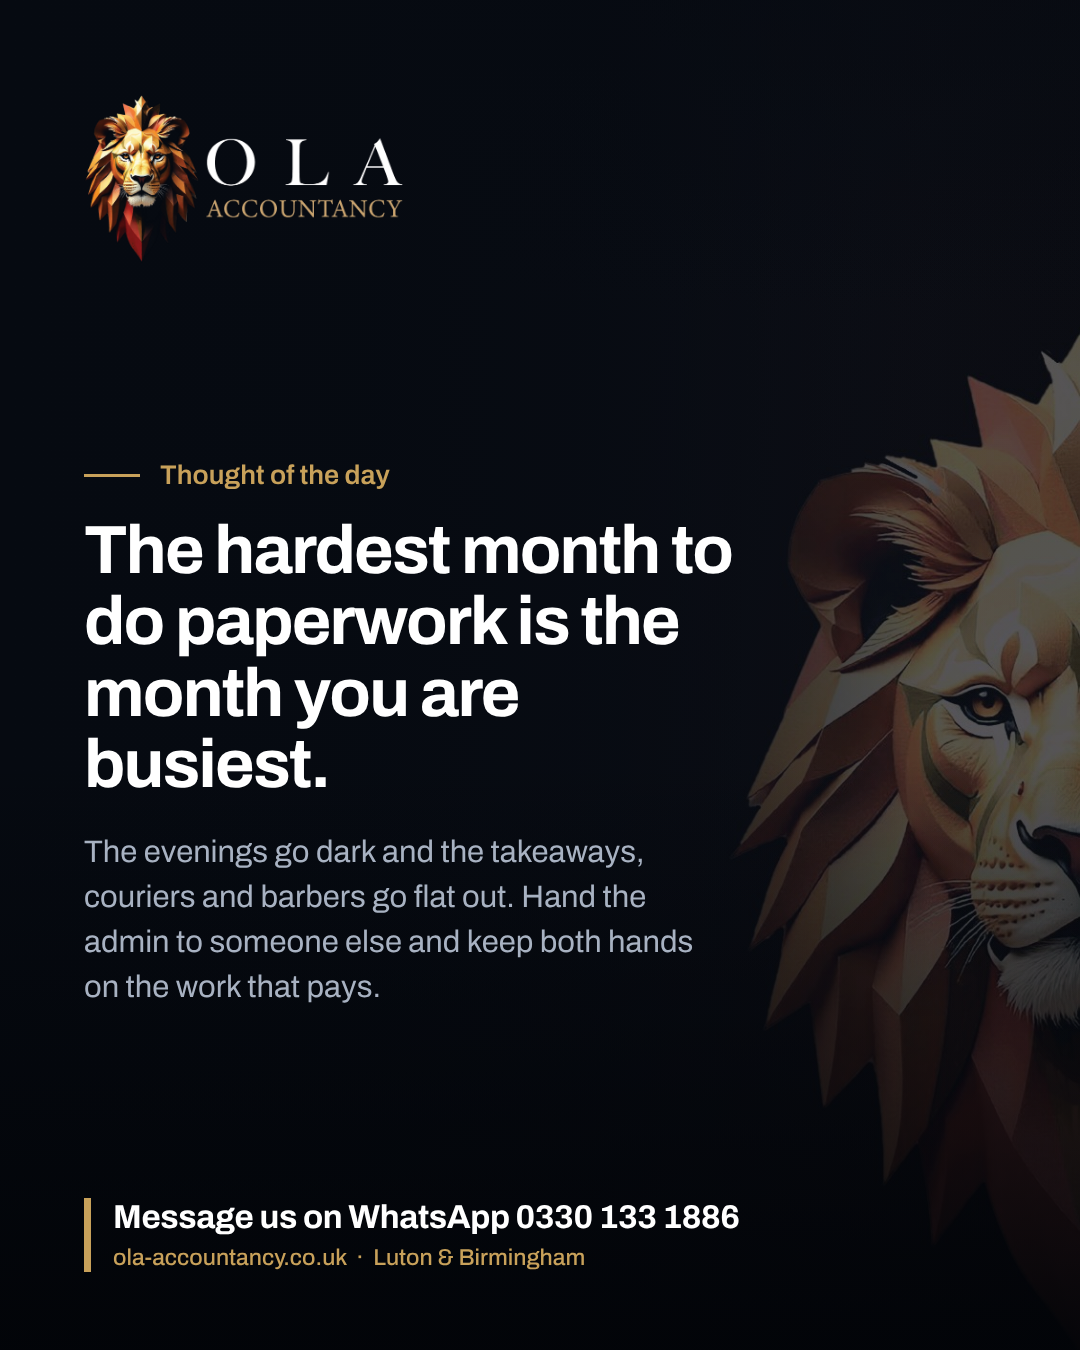 OLA
ACCOUNTANCY
Thought of the day
The hardest month to
do paperwork is the
month you are
busiest.
The evenings go dark and the takeaways,
couriers and barbers go flat out. Hand the
admin to someone else and keep both hands
on the work that pays.
Message us on WhatsApp 0330 133 1886
ola-accountancy.co.uk · Luton & Birmingham